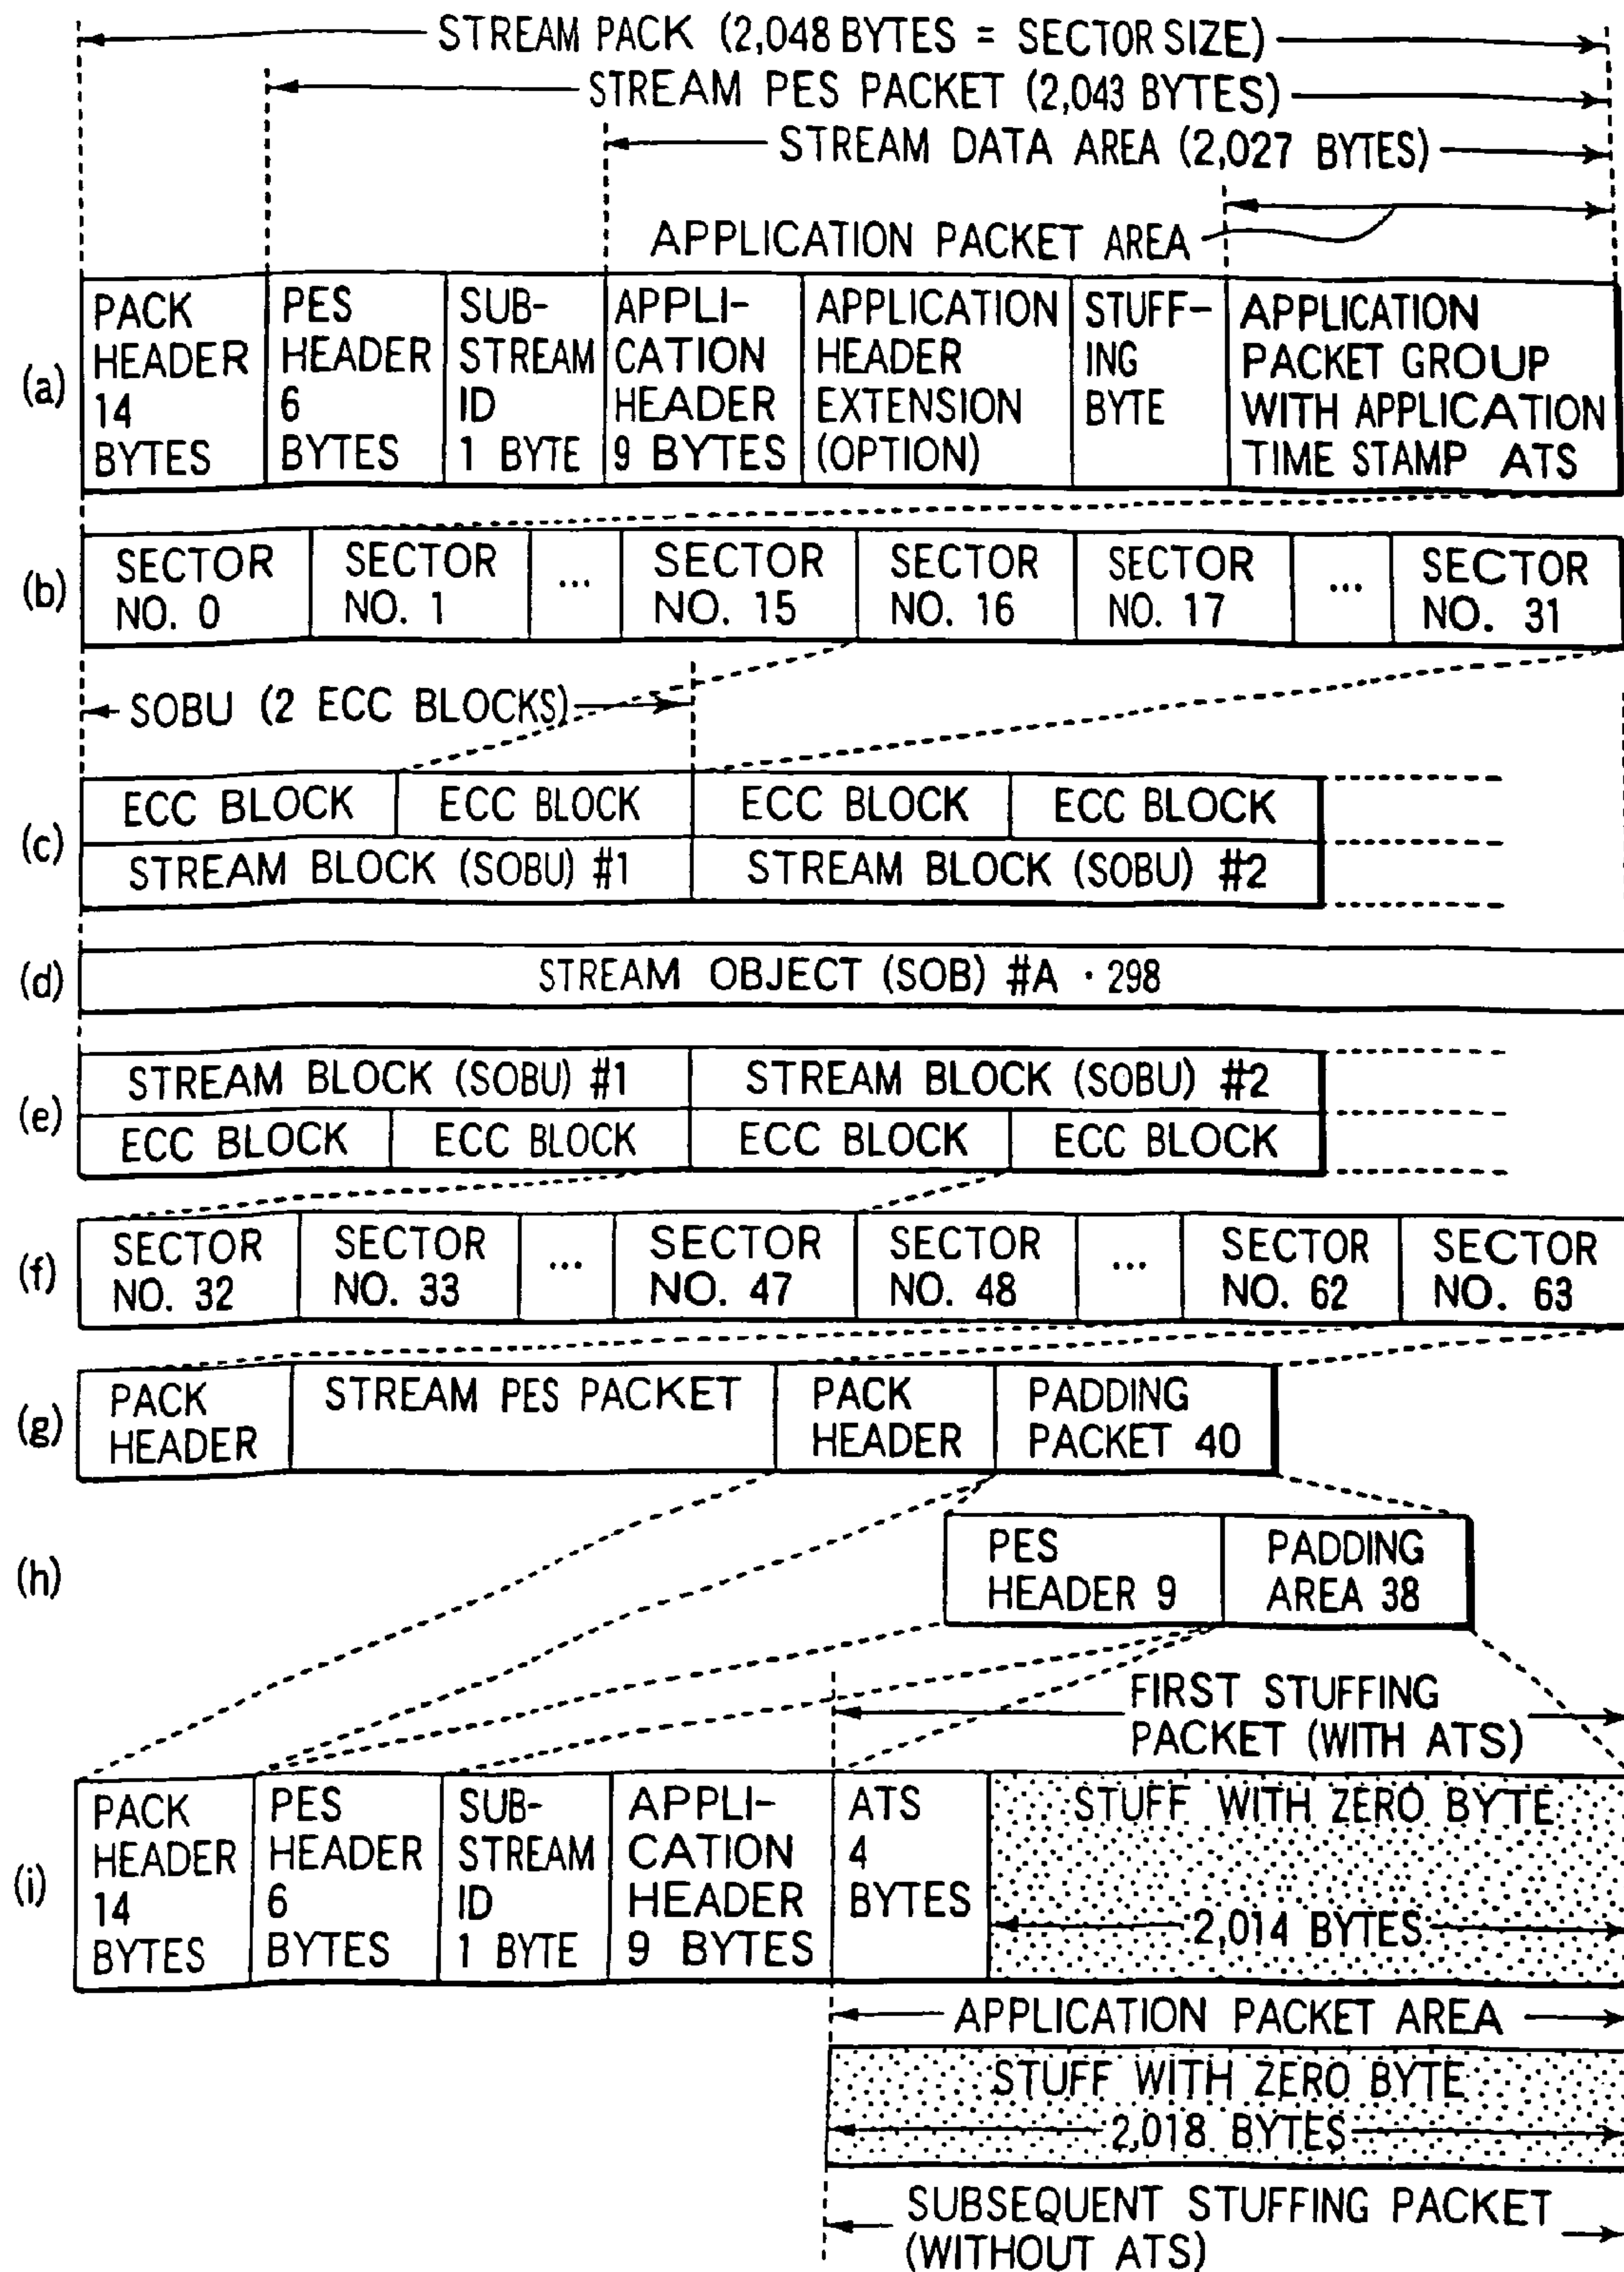 STREAM PACK (2,048 BYTES = SECTOR SIZE)
STREAM PES PACKET (2,043 BYTES)
STREAM DATA AREA (2,027 BYTES)
APPLICATION PACKET AREA
(a)
PACK
HEADER
14
BYTES
PES
HEADER
6
BYTES
SUB-
STREAM
ID
1 BYTE
APPLI-
CATION
HEADER
9 BYTES
APPLICATION
HEADER
EXTENSION
(OPTION)
STUFF-
ING
BYTE
APPLICATION
PACKET GROUP
WITH APPLICATION
TIME STAMP ATS
(b)
SECTOR
NO. 0
SECTOR
NO. 1
...
SECTOR
NO. 15
SECTOR
NO. 16
SECTOR
NO. 17
...
SECTOR
NO. 31
SOBU (2 ECC BLOCKS)
(c)
ECC BLOCK
ECC BLOCK
ECC BLOCK
ECC BLOCK
STREAM BLOCK (SOBU) #1
STREAM BLOCK (SOBU) #2
(d)
STREAM OBJECT (SOB) #A · 298
(e)
STREAM BLOCK (SOBU) #1
STREAM BLOCK (SOBU) #2
ECC BLOCK
ECC BLOCK
ECC BLOCK
ECC BLOCK
(f)
SECTOR
NO. 32
SECTOR
NO. 33
...
SECTOR
NO. 47
SECTOR
NO. 48
...
SECTOR
NO. 62
SECTOR
NO. 63
(g)
PACK
HEADER
STREAM PES PACKET
PACK
HEADER
PADDING
PACKET 40
(h)
PES
HEADER 9
PADDING
AREA 38
FIRST STUFFING
PACKET (WITH ATS)
(i)
PACK
HEADER
14
BYTES
PES
HEADER
6
BYTES
SUB-
STREAM
ID
1 BYTE
APPLI-
CATION
HEADER
9 BYTES
ATS
4
BYTES
STUFF WITH ZERO BYTE
2,014 BYTES
APPLICATION PACKET AREA
STUFF WITH ZERO BYTE
2,018 BYTES
SUBSEQUENT STUFFING PACKET
(WITHOUT ATS)